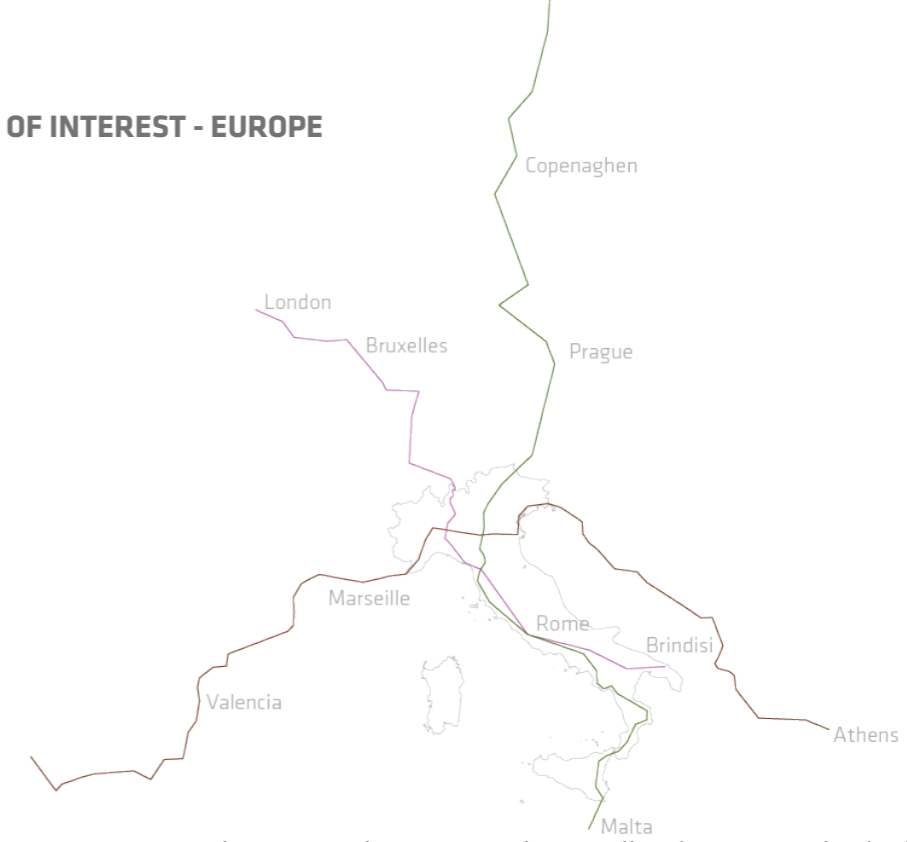 OF INTEREST - EUROPE
Copenaghen
London
Bruxelles
Prague
Marseille
Rome
Brindisi
Valencia
Athens
Malta